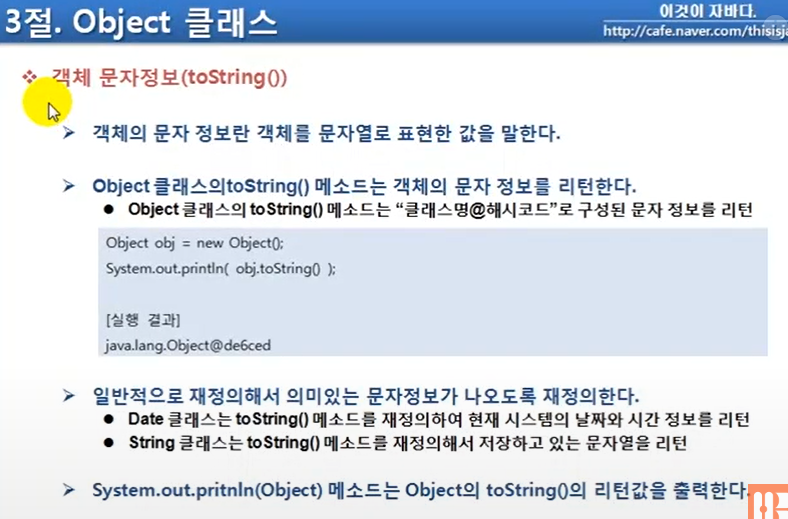 3절. Object 클래스
이것이 자바다.
http://cafe.naver.com/thisisja
객체 문자정보(toString())
객체의 문자 정보란 객체를 문자열로 표현한 값을 말한다.
Object 클래스의toString() 메소드는 객체의 문자 정보를 리턴한다.
Object 클래스의 toString() 메소드는 “클래스명@해시코드”로 구성된 문자 정보를 리턴
Object obj = new Object();
System.out.println( obj.toString() );
[실행 결과]
java.lang.Object@de6ced
일반적으로 재정의해서 의미있는 문자정보가 나오도록 재정의한다.
Date 클래스는 toString() 메소드를 재정의하여 현재 시스템의 날짜와 시간 정보를 리턴
String 클래스는 toString() 메소드를 재정의해서 저장하고 있는 문자열을 리턴
System.out.pritnln(Object) 메소드는 Object의 toString()의 리턴값을 출력한다.